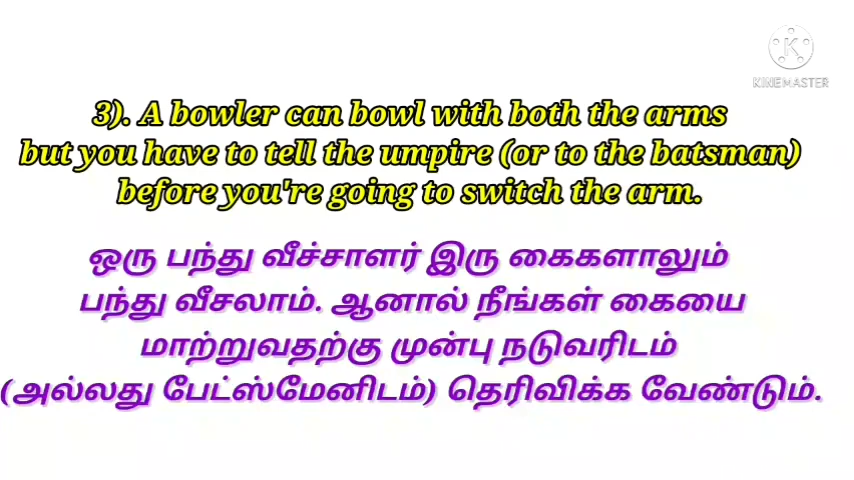 K
KINEMASTER
3). A bowler can bowl with both the arms
but you have to tell the umpire (or to the batsman)
before you're going to switch the arm.
ஒரு பந்து வீச்சாளர் இரு கைகளாலும்
பந்து வீசலாம். ஆனால் நீங்கள் கையை
மாற்றுவதற்கு முன்பு நடுவரிடம்
(அல்லது பேட்ஸ்மேனிடம்) தெரிவிக்க வேண்டும்.